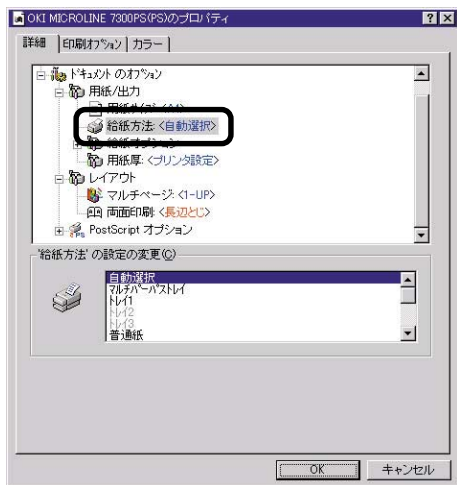 OKI MICROLINE 7300PS(PS)のプロパティ
詳細 印刷オプション カラー
ドキュメント のオプション
用紙/出力
用紙サイズ: <A4>
給紙方法: <自動選択>
給紙オプション
用紙厚: <プリンタ設定>
レイアウト
マルチページ: <1-UP>
両面印刷: <長辺とじ>
PostScript オプション
'給紙方法' の設定の変更(C)
自動選択
マルチパーパストレイ
トレイ1
トレイ2
トレイ3
普通紙
OK キャンセル